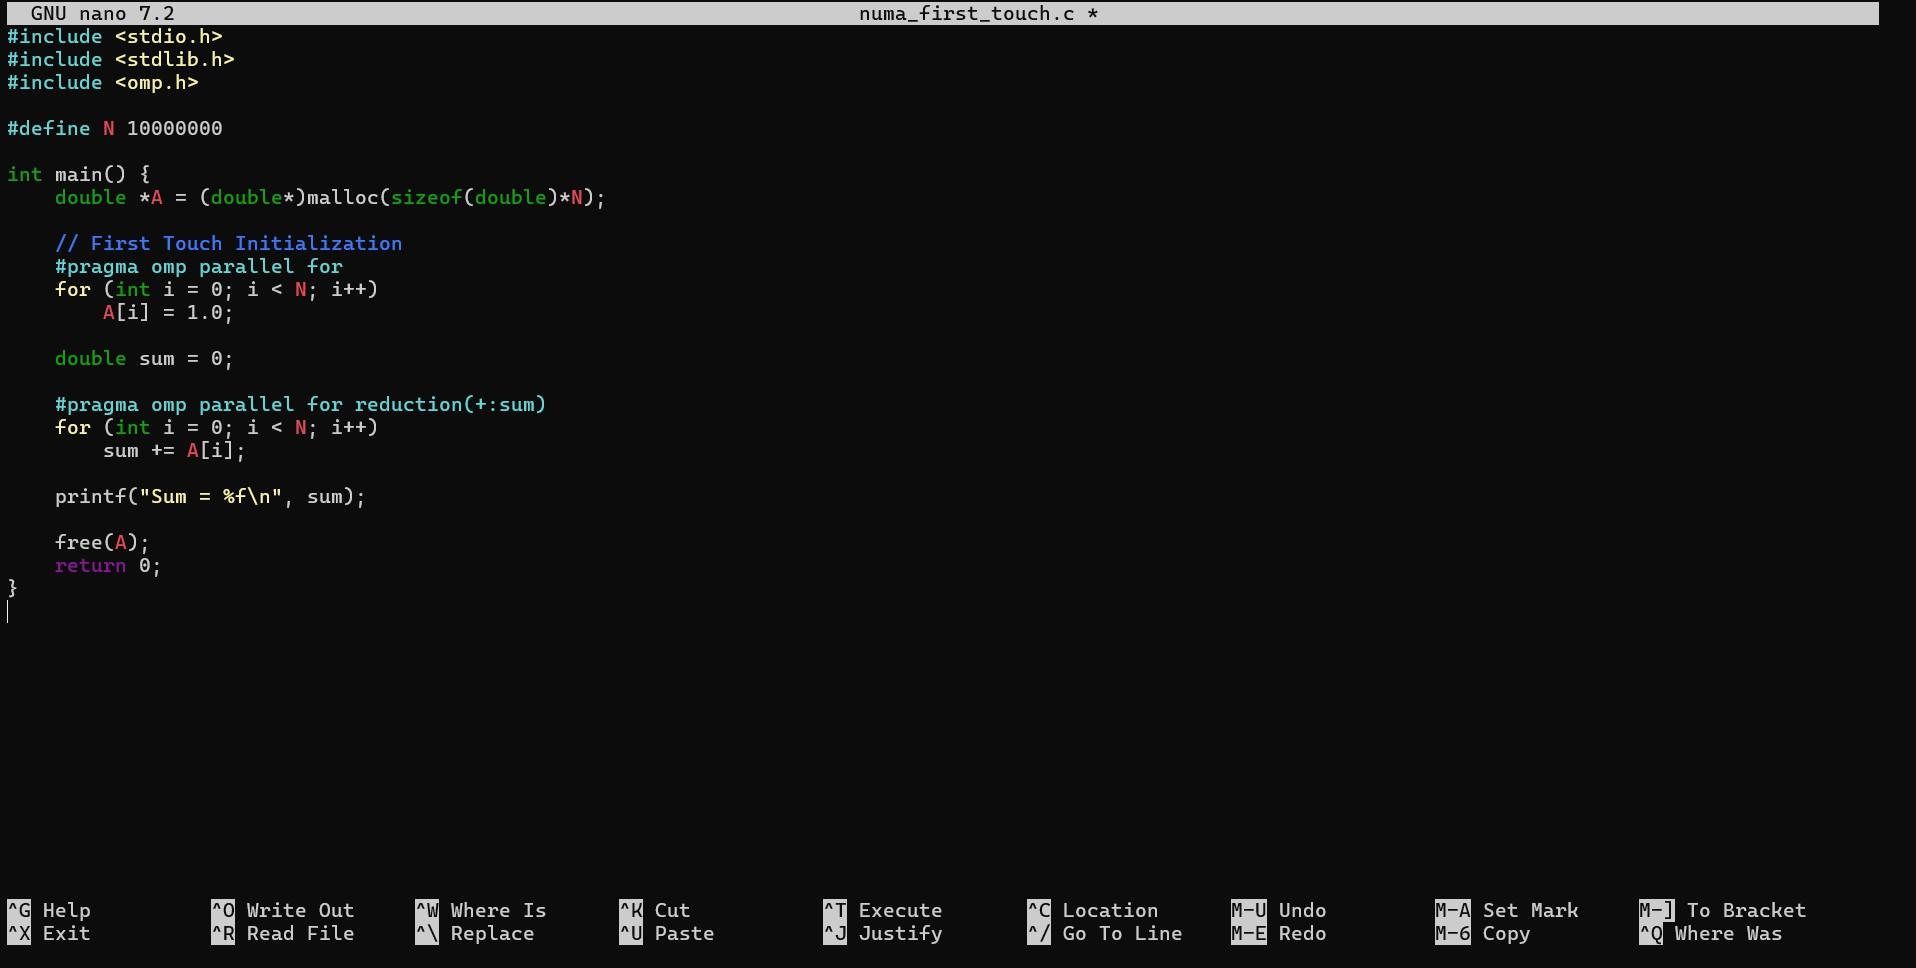 GNU nano 7.2 numa_first_touch.c *
#include <stdio.h>
#include <stdlib.h>
#include <omp.h>

#define N 10000000

int main() {
    double *A = (double*)malloc(sizeof(double)*N);

    // First Touch Initialization
    #pragma omp parallel for
    for (int i = 0; i < N; i++)
        A[i] = 1.0;

    double sum = 0;

    #pragma omp parallel for reduction(+:sum)
    for (int i = 0; i < N; i++)
        sum += A[i];

    printf("Sum = %f\n", sum);

    free(A);
    return 0;
}

^G Help ^O Write Out ^W Where Is ^K Cut ^T Execute ^C Location M-U Undo M-A Set Mark M-] To Bracket
^X Exit ^R Read File ^\ Replace ^U Paste ^J Justify ^/ Go To Line M-E Redo M-6 Copy ^Q Where Was